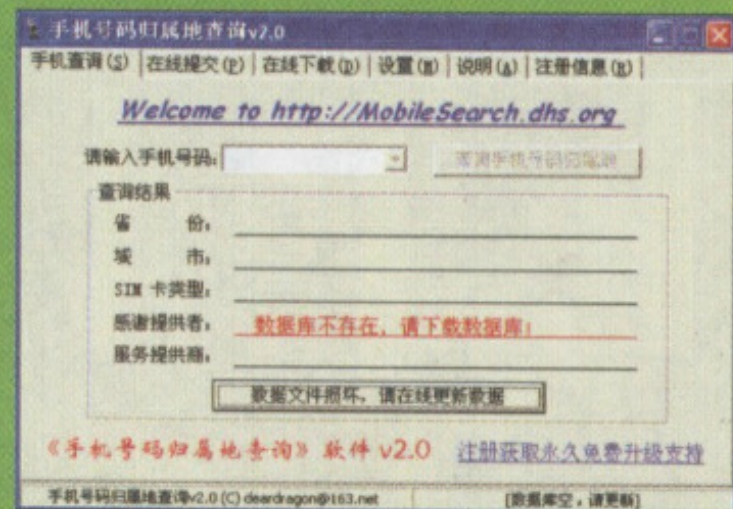 手机号码归属地查询v2.0
手机查询(S) 在线提交(P) 在线下载(D) 设置(M) 说明(A) 注册信息(R)
Welcome to http://MobileSearch.dhs.org
请输入手机号码: 查询手机号码归属地
查询结果
省 份:
城 市:
SIM 卡类型:
感谢提供者: 数据库不存在，请下载数据库!
服务提供商:
数据文件损坏，请在线更新数据
《手机号码归属地查询》软件 v2.0 注册获取永久免费升级支持
手机号码归属地查询v2.0 (C) deardragon@163.net [数据库空，请更新]